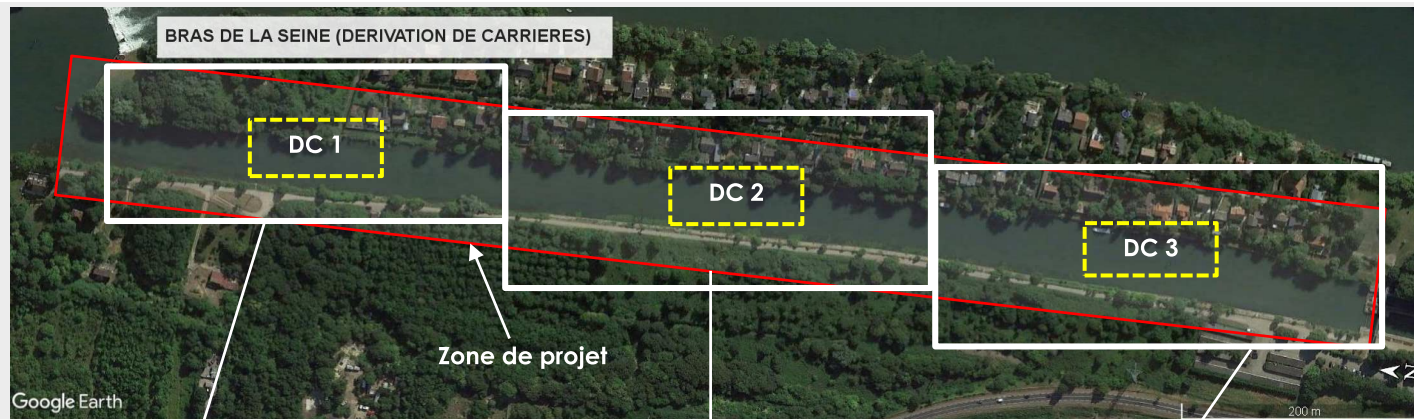 BRAS DE LA SEINE (DERIVATION DE CARRIERES)
DC 1
DC 2
DC 3
Zone de projet
N
Google Earth
200 m